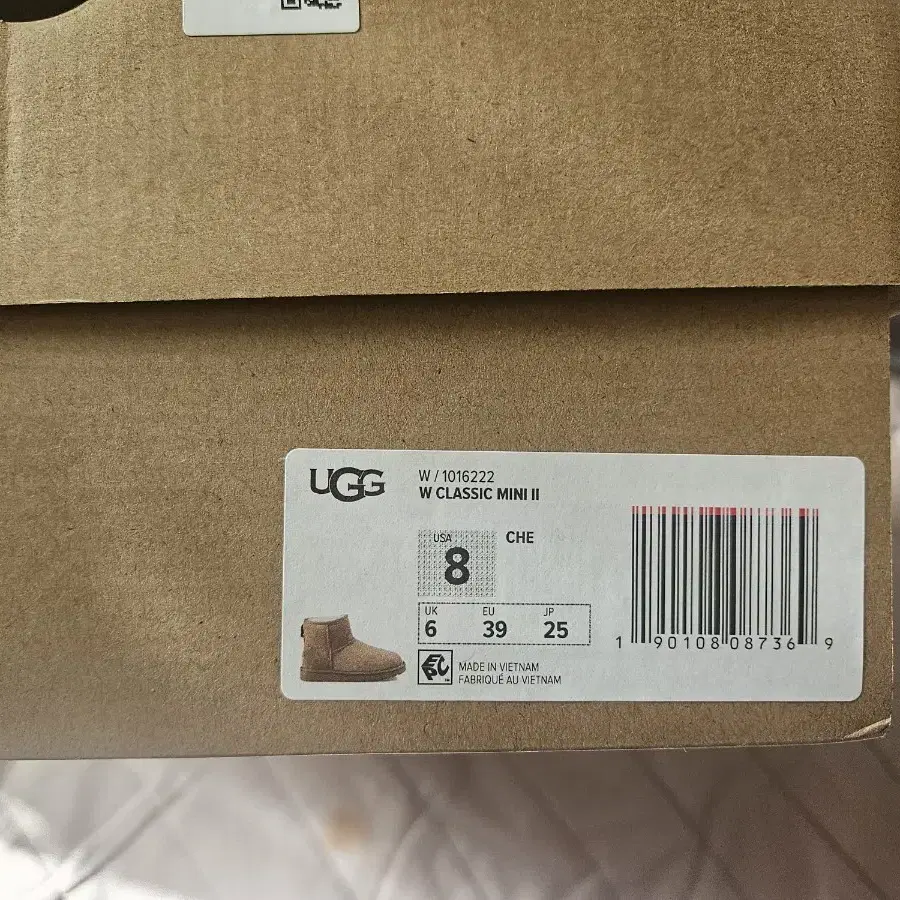 UGG
W / 1016222
W CLASSIC MINI II
USA
8
CHE
UK EU JP
6 39 25
EPC
MADE IN VIETNAM
FABRIQUÉ AU VIETNAM
1 90108 08736 9